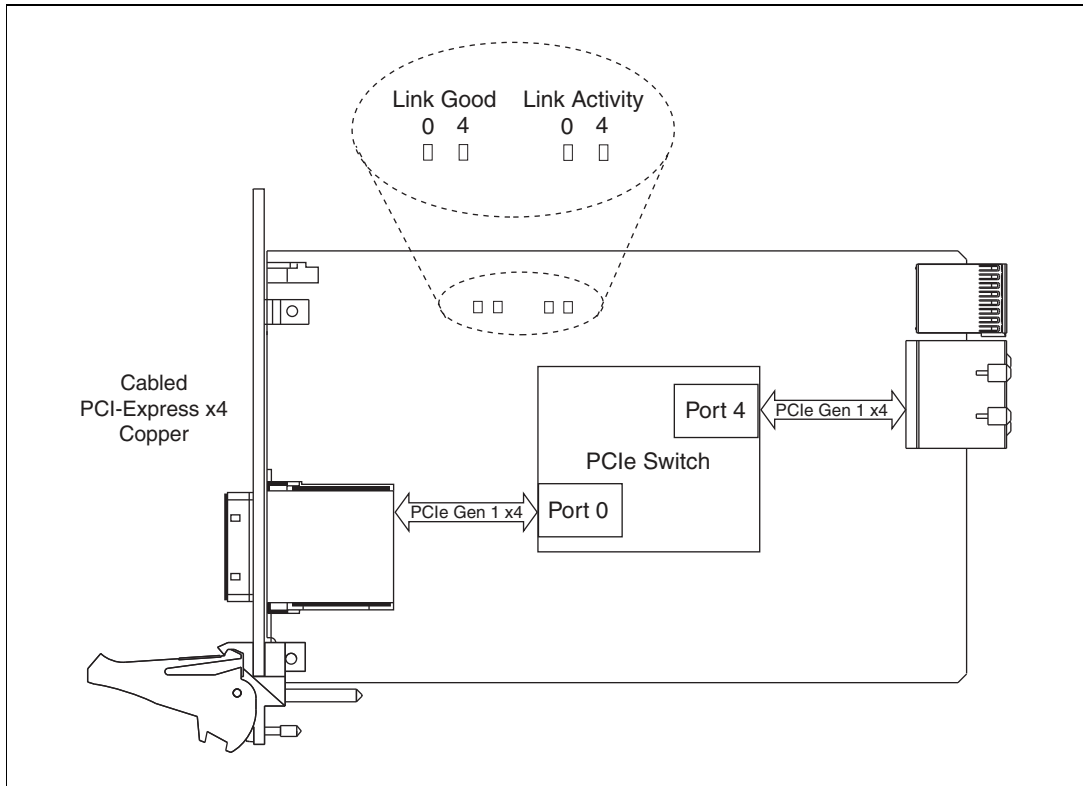 Link Good Link Activity
0 4 0 4
Cabled
PCI-Express x4
Copper
Port 4
PCIe Gen 1 x4
PCIe Switch
PCIe Gen 1 x4
Port 0